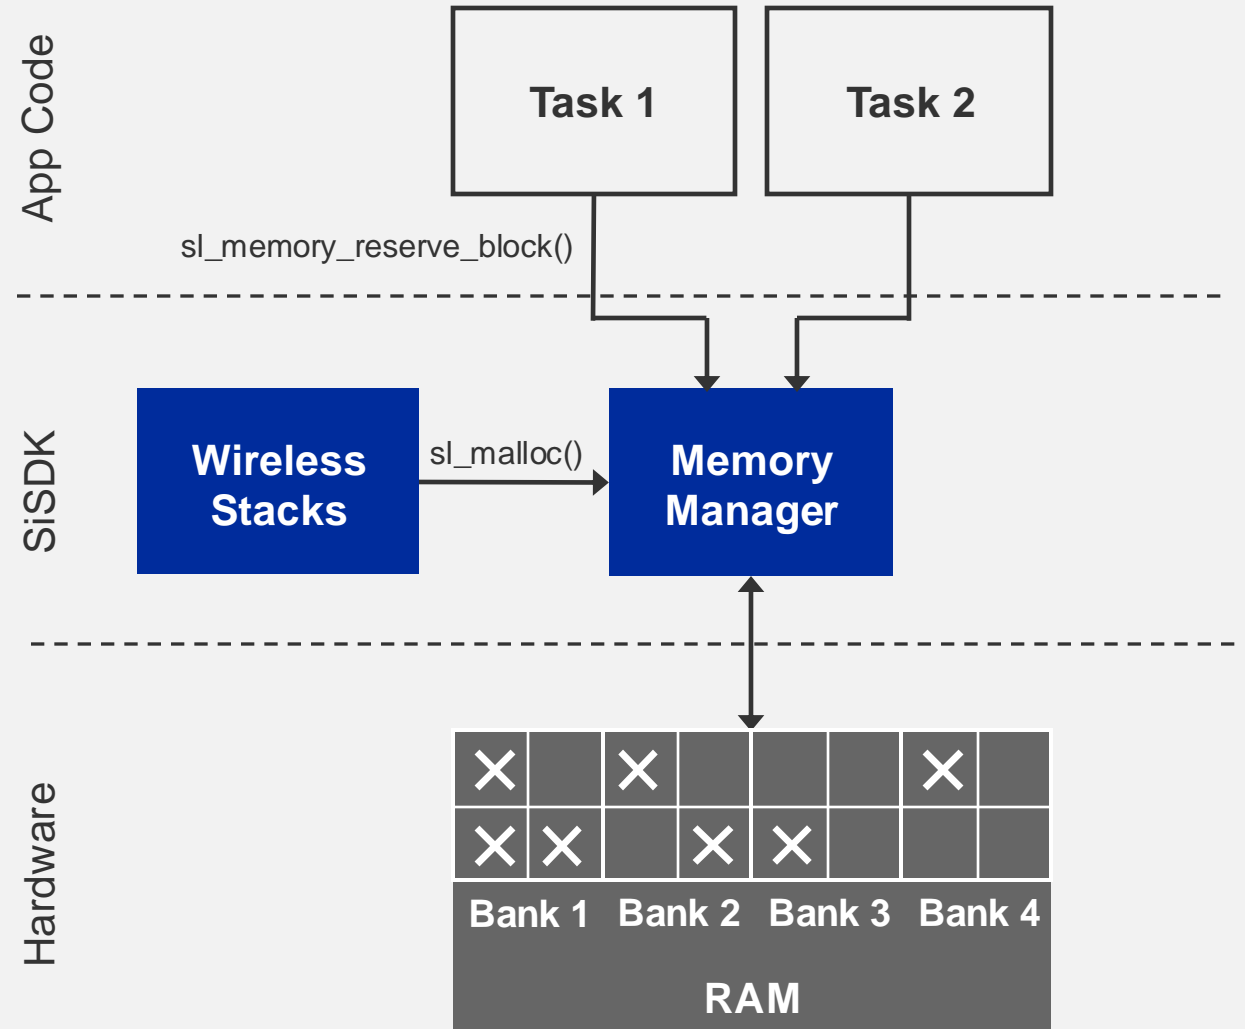 App Code
Task 1
Task 2
sl_memory_reserve_block()
SiSDK
Wireless
Stacks
sl_malloc()
Memory
Manager
Hardware
Bank 1
Bank 2
Bank 3
Bank 4
RAM